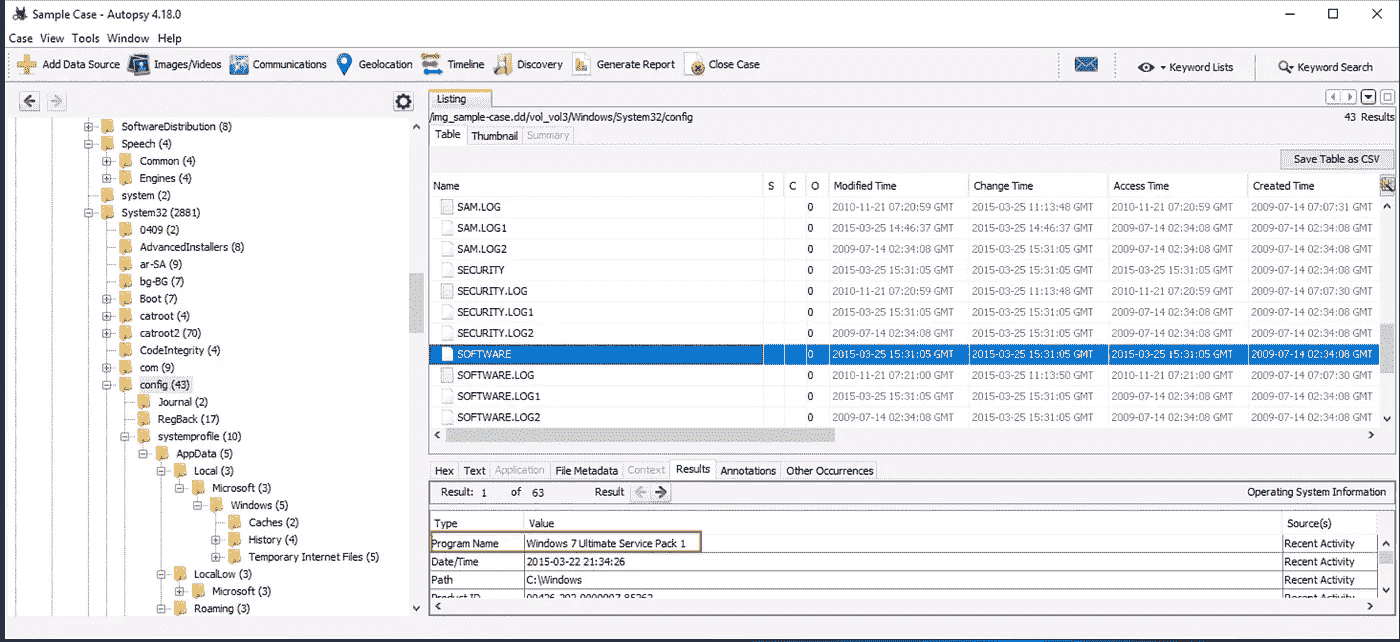 Sample Case - Autopsy 4.18.0
Case View Tools Window Help
Add Data Source Images/Videos Communications Geolocation Timeline Discovery Generate Report Close Case Keyword Lists Keyword Search
SoftwareDistribution (8)
Speech (4)
Common (4)
Engines (4)
system (2)
System32 (2881)
0409 (2)
AdvancedInstallers (8)
ar-SA (9)
bg-BG (7)
Boot (7)
catroot (4)
catroot2 (70)
CodeIntegrity (4)
com (9)
config (43)
Journal (2)
RegBack (17)
systemprofile (10)
AppData (5)
Local (3)
Microsoft (3)
Windows (5)
Caches (2)
History (4)
Temporary Internet Files (5)
LocalLow (3)
Microsoft (3)
Roaming (3)
Listing
/img_sample-case.dd/vol_vol3/Windows/System32/config 43 Results
Table Thumbnail Summary
Save Table as CSV
Name S C O Modified Time Change Time Access Time Created Time
SAM.LOG 0 2010-11-21 07:20:59 GMT 2015-03-25 11:13:48 GMT 2010-11-21 07:20:59 GMT 2009-07-14 07:07:31 GMT
SAM.LOG1 0 2015-03-25 14:46:37 GMT 2015-03-25 14:46:37 GMT 2009-07-14 02:34:08 GMT 2009-07-14 02:34:08 GMT
SAM.LOG2 0 2009-07-14 02:34:08 GMT 2015-03-25 15:31:05 GMT 2009-07-14 02:34:08 GMT 2009-07-14 02:34:08 GMT
SECURITY 0 2015-03-25 15:31:05 GMT 2015-03-25 15:31:05 GMT 2015-03-25 15:31:05 GMT 2009-07-14 02:34:08 GMT
SECURITY.LOG 0 2010-11-21 07:20:59 GMT 2015-03-25 11:13:48 GMT 2010-11-21 07:20:59 GMT 2009-07-14 07:07:30 GMT
SECURITY.LOG1 0 2015-03-25 15:31:05 GMT 2015-03-25 15:31:05 GMT 2009-07-14 02:34:08 GMT 2009-07-14 02:34:08 GMT
SECURITY.LOG2 0 2009-07-14 02:34:08 GMT 2015-03-25 15:31:05 GMT 2009-07-14 02:34:08 GMT 2009-07-14 02:34:08 GMT
SOFTWARE 0 2015-03-25 15:31:05 GMT 2015-03-25 15:31:05 GMT 2015-03-25 15:31:05 GMT 2009-07-14 02:34:08 GMT
SOFTWARE.LOG 0 2010-11-21 07:21:00 GMT 2015-03-25 11:13:50 GMT 2010-11-21 07:21:00 GMT 2009-07-14 07:07:30 GMT
SOFTWARE.LOG1 0 2015-03-25 15:31:05 GMT 2015-03-25 15:31:05 GMT 2009-07-14 02:34:08 GMT 2009-07-14 02:34:08 GMT
SOFTWARE.LOG2 0 2009-07-14 02:34:08 GMT 2015-03-25 15:31:05 GMT 2009-07-14 02:34:08 GMT 2009-07-14 02:34:08 GMT
Hex Text Application File Metadata Context Results Annotations Other Occurrences
Result: 1 of 63 Result Operating System Information
Type Value Source(s)
Program Name Windows 7 Ultimate Service Pack 1 Recent Activity
Date/Time 2015-03-22 21:34:26 Recent Activity
Path C:\Windows Recent Activity
Product ID Recent Activity